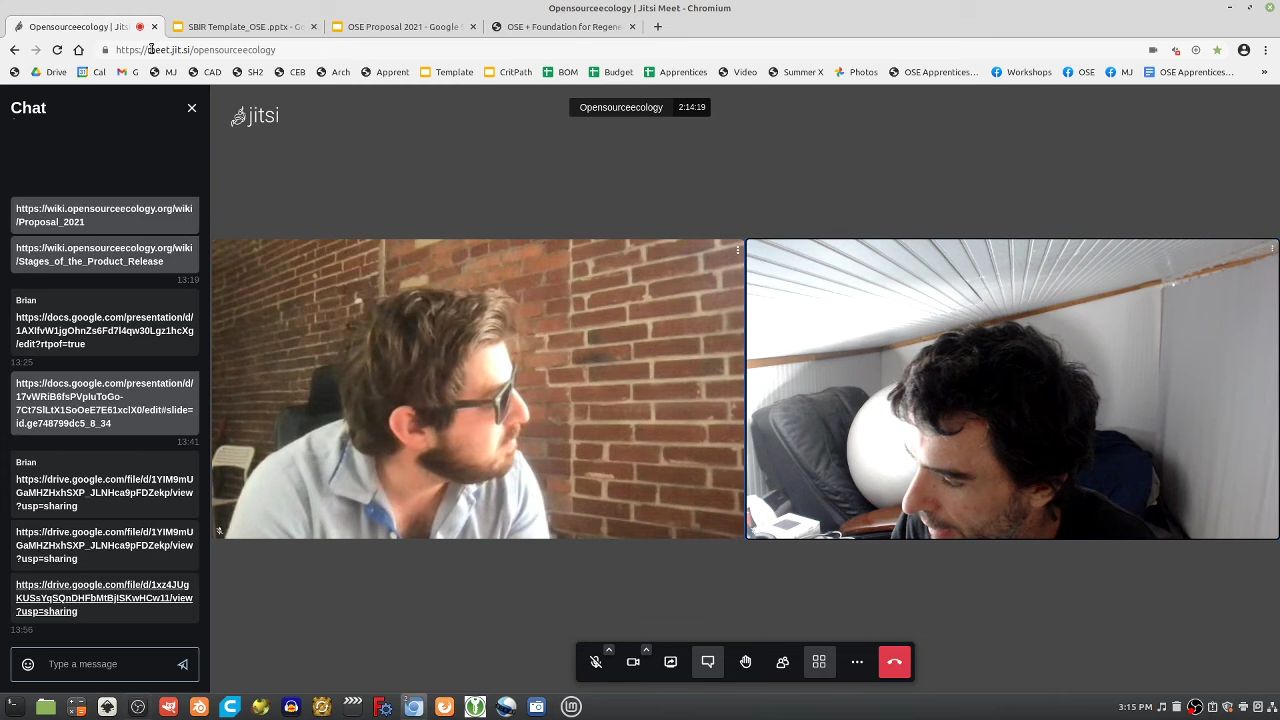 Opensourceecology | Jitsi Meet - Chromium
Opensourceecology | Jitsi
SBIR Template_OSE .pptx - Go
OSE Proposal 2021 - Google S
OSE + Foundation for Regene
https://meet.jit.si/opensourceecology
Drive
Cal
G
MJ
CAD
SH2
CEB
Arch
Apprent
Template
CritPath
BOM
Budget
Apprentices
Video
Summer X
Photos
OSE Apprentices...
Workshops
OSE
MJ
OSE Apprentices...
»
Chat
jitsi
Opensourceecology 2:14:19
https://wiki.opensourceecology.org/wiki
/Proposal_2021
https://wiki.opensourceecology.org/wiki
/Stages_of_the_Product_Release
13:19
Brian
https://docs.google.com/presentation/d/
1AXlfvW1jgOhnZs6Fd7l4qw30Lgz1hcXg
/edit?rtpof=true
13:25
https://docs.google.com/presentation/d/
17vWRiB6fsPVpIuToGo-
7Ct7SlLtX1SoOeE7E61xclX0/edit#slide=
id.ge748799dc5_8_34
13:41
Brian
https://drive.google.com/file/d/1YIM9mU
GaMHZHxhSXP_JLNHca9pFDZekp/view
?usp=sharing
https://drive.google.com/file/d/1YIM9mU
GaMHZHxhSXP_JLNHca9pFDZekp/view
?usp=sharing
https://drive.google.com/file/d/1xz4JUg
KUSsYqSQnDHFbMtBjISKwHCw11/view
?usp=sharing
13:56
Type a message
3:15 PM